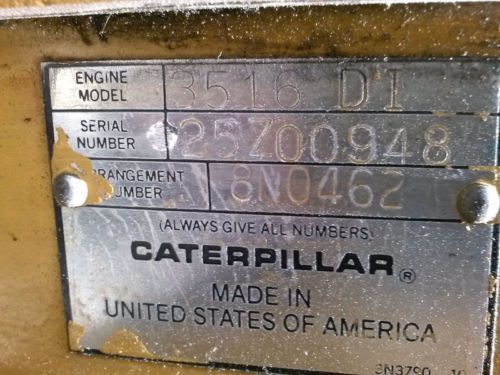 ENGINE
MODEL 3516 DI
SERIAL
NUMBER 25Z00948
RRANGEMENT
NUMBER 8N0462
(ALWAYS GIVE ALL NUMBERS)
CATERPILLAR®
MADE IN
UNITED STATES OF AMERICA